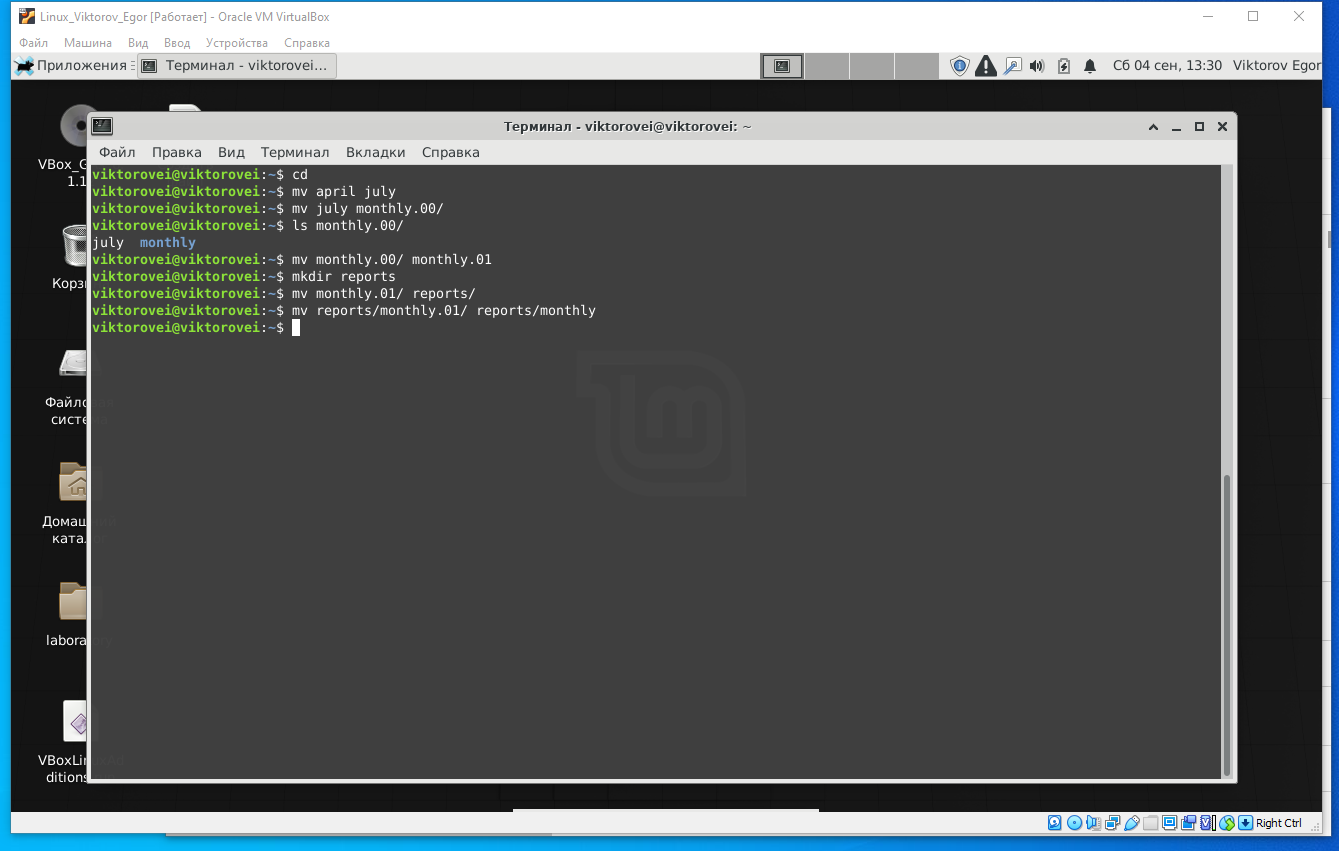 Linux_Viktorov_Egor [Работает] - Oracle VM VirtualBox
Файл Машина Вид Ввод Устройства Справка
Приложения Терминал - viktorovei... Сб 04 сен, 13:30 Viktorov Egor
Терминал - viktorovei@viktorovei: ~
Файл Правка Вид Терминал Вкладки Справка
viktorovei@viktorovei:~$ cd
viktorovei@viktorovei:~$ mv april july
viktorovei@viktorovei:~$ mv july monthly.00/
viktorovei@viktorovei:~$ ls monthly.00/
july monthly
viktorovei@viktorovei:~$ mv monthly.00/ monthly.01
viktorovei@viktorovei:~$ mkdir reports
viktorovei@viktorovei:~$ mv monthly.01/ reports/
viktorovei@viktorovei:~$ mv reports/monthly.01/ reports/monthly
viktorovei@viktorovei:~$
VBox_G
1.1
Корз
Файло
систе
Домаш
ката
labora
VBoxLi
ditions
Right Ctrl